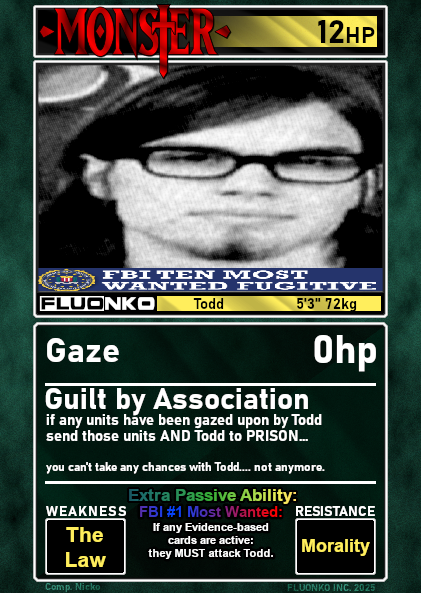 MONSTER
12HP
FBI TEN MOST
WANTED FUGITIVE
FLUONKO
Todd
5'3" 72kg
Gaze
0hp
Guilt by Association
if any units have been gazed upon by Todd
send those units AND Todd to PRISON...
you can't take any chances with Todd.... not anymore.
Extra Passive Ability:
FBI #1 Most Wanted:
If any Evidence-based
cards are active:
they MUST attack Todd.
WEAKNESS
The
Law
RESISTANCE
Morality
Comp. Nicko
FLUONKO INC. 2025